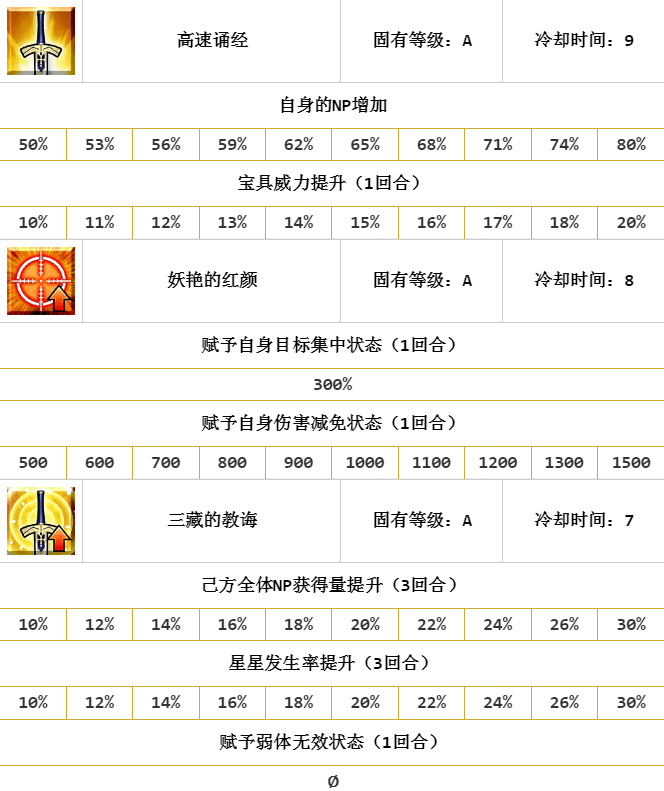 高速诵经 固有等级：A 冷却时间：9
自身的NP增加
50% 53% 56% 59% 62% 65% 68% 71% 74% 80%
宝具威力提升（1回合）
10% 11% 12% 13% 14% 15% 16% 17% 18% 20%
妖艳的红颜 固有等级：A 冷却时间：8
赋予自身目标集中状态（1回合）
300%
赋予自身伤害减免状态（1回合）
500 600 700 800 900 1000 1100 1200 1300 1500
三藏的教诲 固有等级：A 冷却时间：7
己方全体NP获得量提升（3回合）
10% 12% 14% 16% 18% 20% 22% 24% 26% 30%
星星发生率提升（3回合）
10% 12% 14% 16% 18% 20% 22% 24% 26% 30%
赋予弱体无效状态（1回合）
Ø